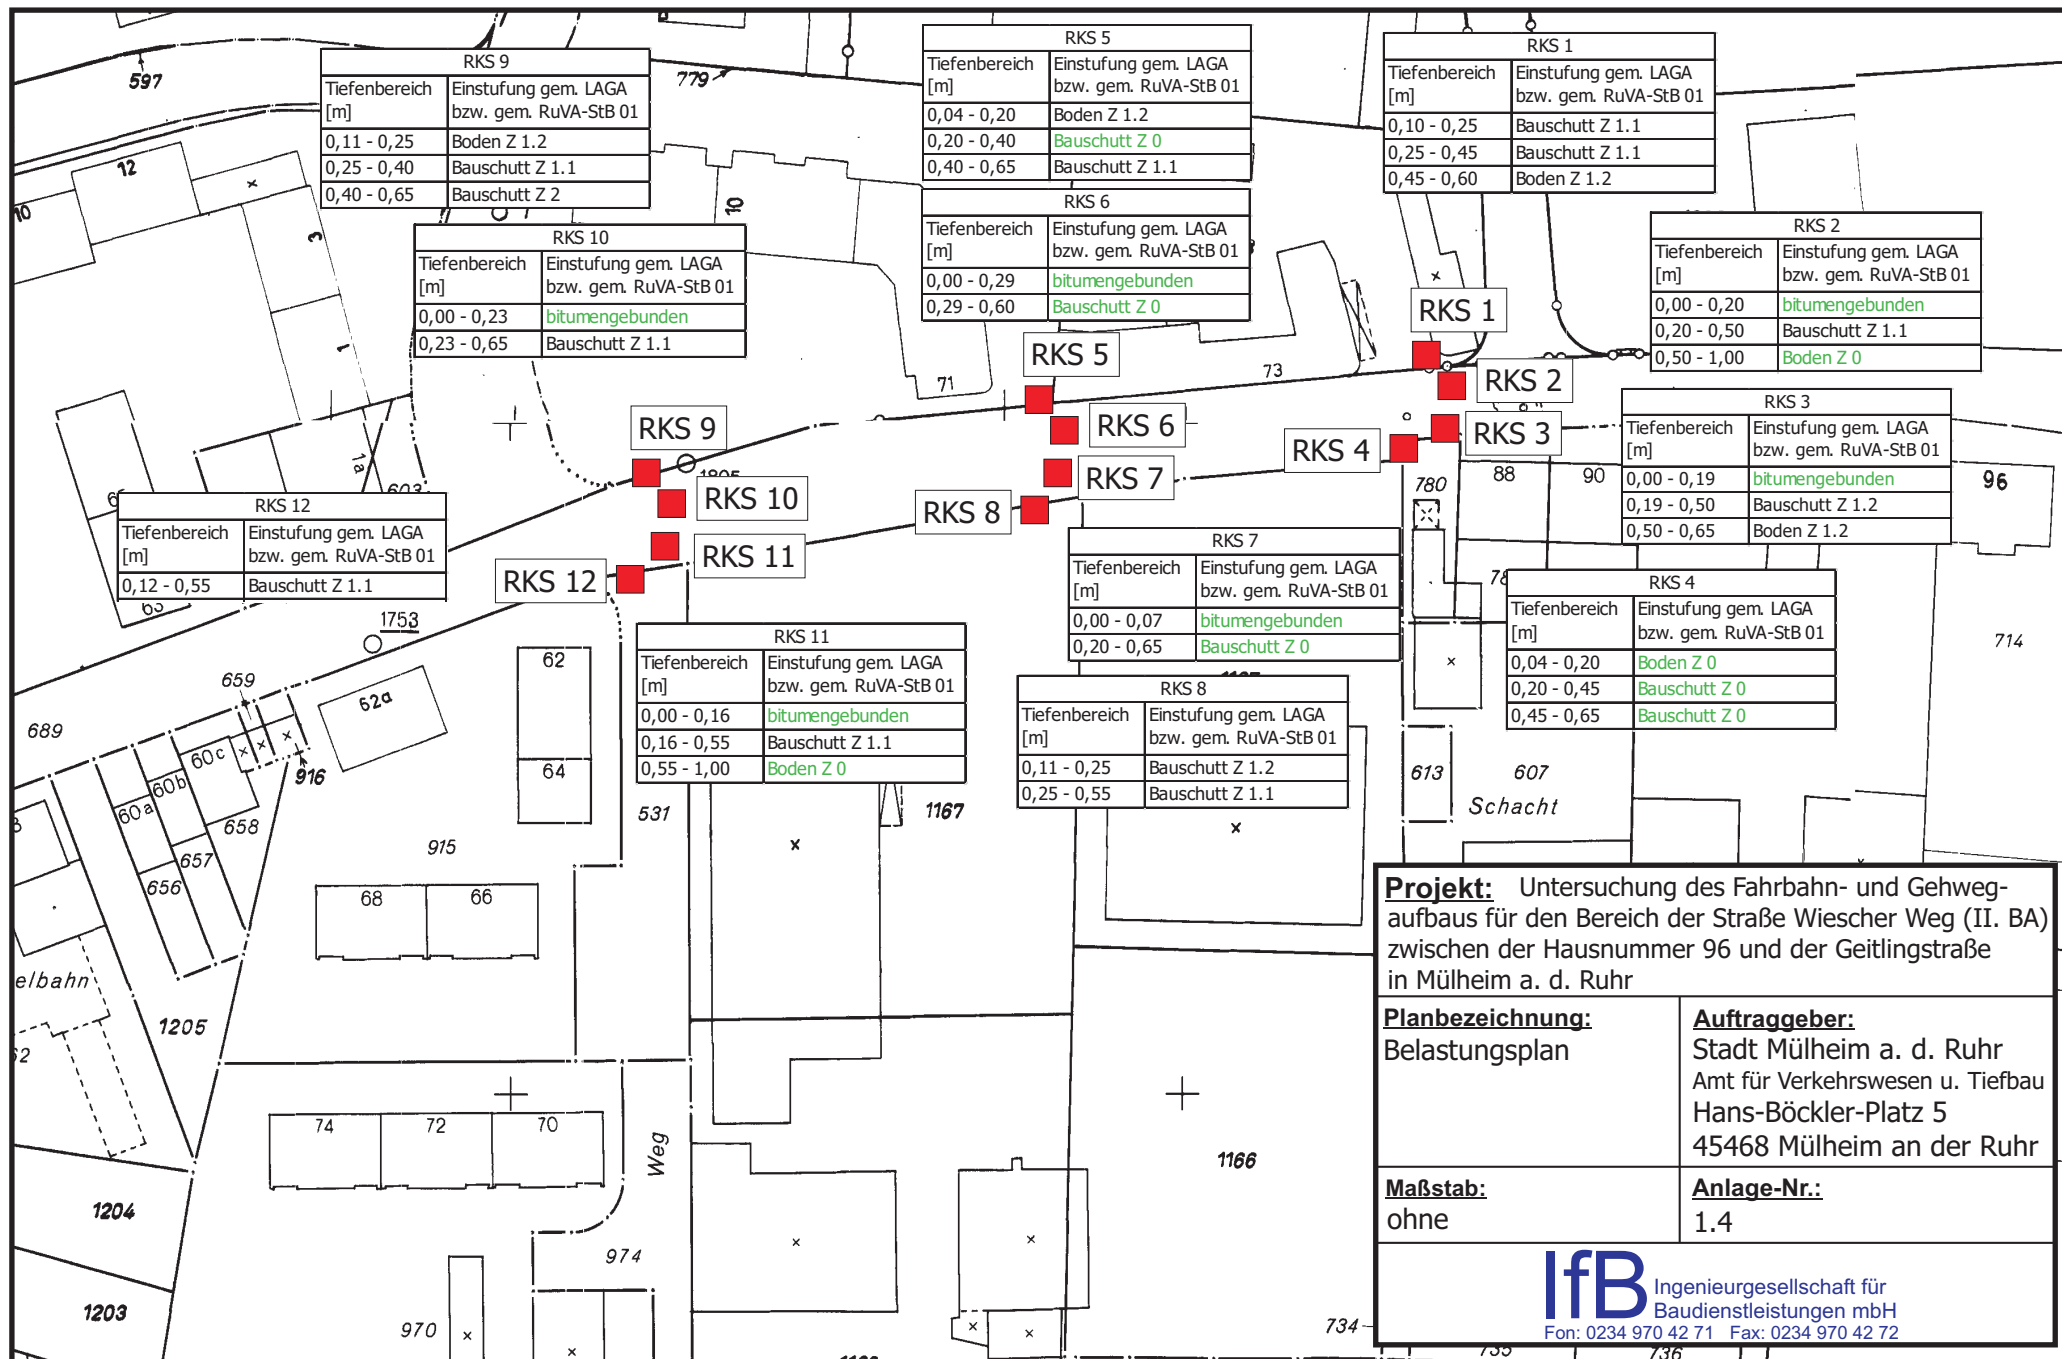 597
779
RKS 9
Tiefenbereich [m] Einstufung gem. LAGA bzw. gem. RuVA-StB 01
0,11 - 0,25 Boden Z 1.2
0,25 - 0,40 Bauschutt Z 1.1
0,40 - 0,65 Bauschutt Z 2
RKS 5
Tiefenbereich [m] Einstufung gem. LAGA bzw. gem. RuVA-StB 01
0,04 - 0,20 Boden Z 1.2
0,20 - 0,40 Bauschutt Z 0
0,40 - 0,65 Bauschutt Z 1.1
RKS 1
Tiefenbereich [m] Einstufung gem. LAGA bzw. gem. RuVA-StB 01
0,10 - 0,25 Bauschutt Z 1.1
0,25 - 0,45 Bauschutt Z 1.1
0,45 - 0,60 Boden Z 1.2
12
10
3
1
10
RKS 10
Tiefenbereich [m] Einstufung gem. LAGA bzw. gem. RuVA-StB 01
0,00 - 0,23 bitumengebunden
0,23 - 0,65 Bauschutt Z 1.1
RKS 6
Tiefenbereich [m] Einstufung gem. LAGA bzw. gem. RuVA-StB 01
0,00 - 0,29 bitumengebunden
0,29 - 0,60 Bauschutt Z 0
RKS 2
Tiefenbereich [m] Einstufung gem. LAGA bzw. gem. RuVA-StB 01
0,00 - 0,20 bitumengebunden
0,20 - 0,50 Bauschutt Z 1.1
0,50 - 1,00 Boden Z 0
RKS 1
RKS 5
71
73
RKS 2
RKS 3
Tiefenbereich [m] Einstufung gem. LAGA bzw. gem. RuVA-StB 01
0,00 - 0,19 bitumengebunden
0,19 - 0,50 Bauschutt Z 1.2
0,50 - 0,65 Boden Z 1.2
RKS 9
RKS 6
RKS 4
RKS 3
1a
603
1805
88
90
96
780
RKS 7
RKS 10
RKS 8
RKS 11
RKS 12
RKS 12
Tiefenbereich [m] Einstufung gem. LAGA bzw. gem. RuVA-StB 01
0,12 - 0,55 Bauschutt Z 1.1
63
RKS 7
Tiefenbereich [m] Einstufung gem. LAGA bzw. gem. RuVA-StB 01
0,00 - 0,07 bitumengebunden
0,20 - 0,65 Bauschutt Z 0
RKS 4
Tiefenbereich [m] Einstufung gem. LAGA bzw. gem. RuVA-StB 01
0,04 - 0,20 Boden Z 0
0,20 - 0,45 Bauschutt Z 0
0,45 - 0,65 Bauschutt Z 0
714
1753
RKS 11
Tiefenbereich [m] Einstufung gem. LAGA bzw. gem. RuVA-StB 01
0,00 - 0,16 bitumengebunden
0,16 - 0,55 Bauschutt Z 1.1
0,55 - 1,00 Boden Z 0
RKS 8
Tiefenbereich [m] Einstufung gem. LAGA bzw. gem. RuVA-StB 01
0,11 - 0,25 Bauschutt Z 1.2
0,25 - 0,55 Bauschutt Z 1.1
62
659
62a
689
60c
916
64
60b
60a
613
607
Schacht
531
1167
658
915
657
656
68
66
elbahn
1205
74
72
70
Weg
1166
1204
974
1203
970
734
735
736
Projekt: Untersuchung des Fahrbahn- und Gehweg-
aufbaus für den Bereich der Straße Wiescher Weg (II. BA)
zwischen der Hausnummer 96 und der Geitlingstraße
in Mülheim a. d. Ruhr
Planbezeichnung:
Belastungsplan
Auftraggeber:
Stadt Mülheim a. d. Ruhr
Amt für Verkehrswesen u. Tiefbau
Hans-Böckler-Platz 5
45468 Mülheim an der Ruhr
Maßstab:
ohne
Anlage-Nr.:
1.4
IfB Ingenieurgesellschaft für
Baudienstleistungen mbH
Fon: 0234 970 42 71 Fax: 0234 970 42 72